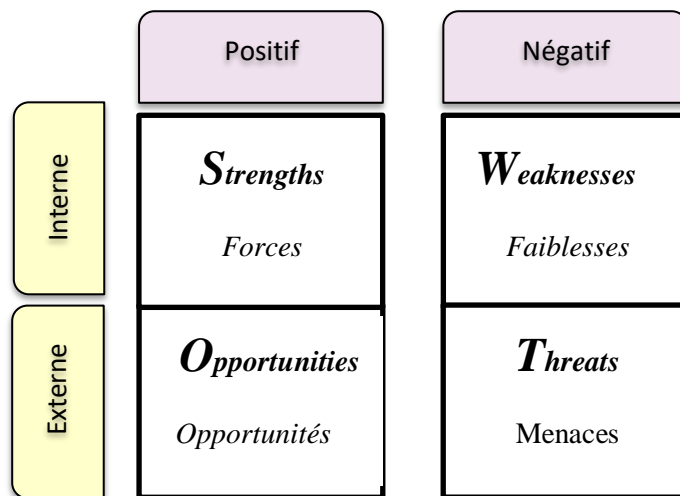 Positif
Négatif
Interne
Strengths
Weaknesses
Forces
Faiblesses
Externe
Opportunities
Threats
Opportunités
Menaces